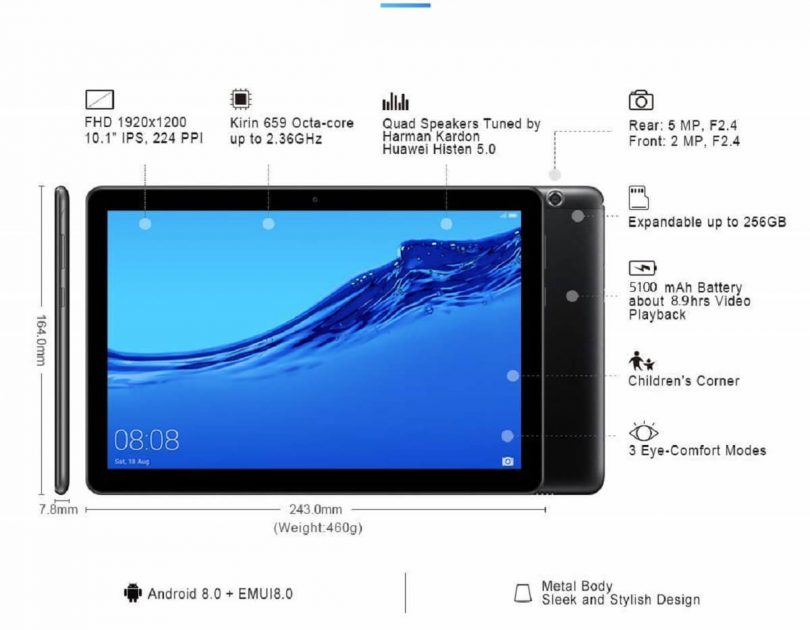 FHD 1920x1200
10.1" IPS, 224 PPI
Kirin 659 Octa-core
up to 2.36GHz
Quad Speakers Tuned by
Harman Kardon
Huawei Histen 5.0
Rear: 5 MP, F2.4
Front: 2 MP, F2.4
Expandable up to 256GB
5100 mAh Battery
about 8.9hrs Video
Playback
164.0mm
Children's Corner
08:08
Sat, 18 Aug
3 Eye-Comfort Modes
7.8mm
243.0mm
(Weight:460g)
Android 8.0 + EMUI8.0
Metal Body
Sleek and Stylish Design